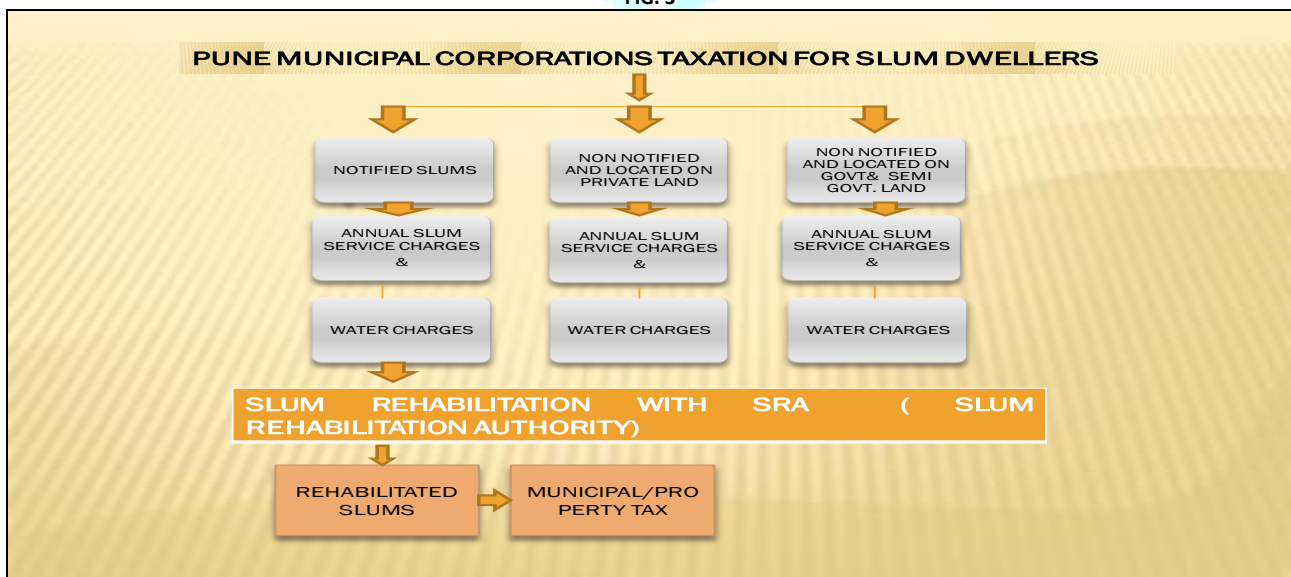 FIG. 3
PUNE MUNICIPAL CORPORATIONS TAXATION FOR SLUM DWELLERS
NOTIFIED SLUMS
NON NOTIFIED
AND LOCATED ON
PRIVATE LAND
NON NOTIFIED
AND LOCATED ON
GOVT& SEMI
GOVT. LAND
ANNUAL SLUM
SERVICE CHARGES
&
ANNUAL SLUM
SERVICE CHARGES
&
ANNUAL SLUM
SERVICE CHARGES
&
WATER CHARGES
WATER CHARGES
WATER CHARGES
SLUM REHABILITATION WITH SRA ( SLUM
REHABILITATION AUTHORITY)
REHABILITATED
SLUMS
MUNICIPAL/PRO
PERTY TAX